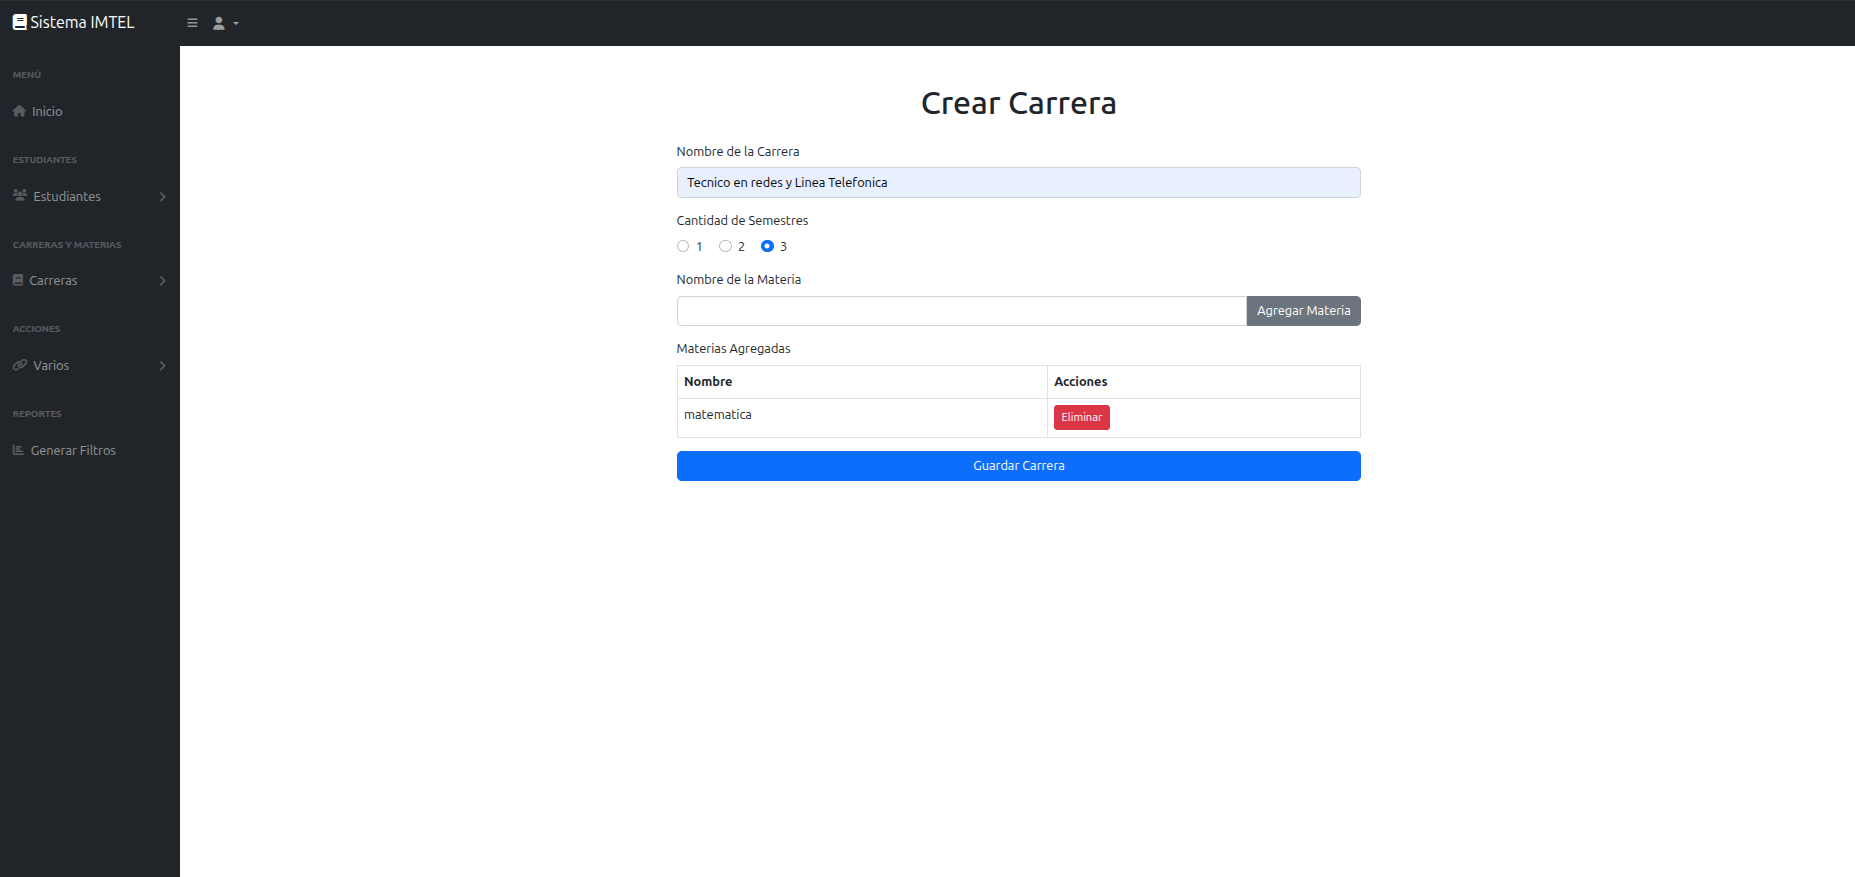 Sistema IMTEL
MENÚ
Inicio
ESTUDIANTES
Estudiantes
CARRERAS Y MATERIAS
Carreras
ACCIONES
Varios
REPORTES
Generar Filtros
Crear Carrera
Nombre de la Carrera
Tecnico en redes y Linea Telefonica
Cantidad de Semestres
1 2 3
Nombre de la Materia
Agregar Materia
Materias Agregadas
Nombre Acciones
matematica Eliminar
Guardar Carrera